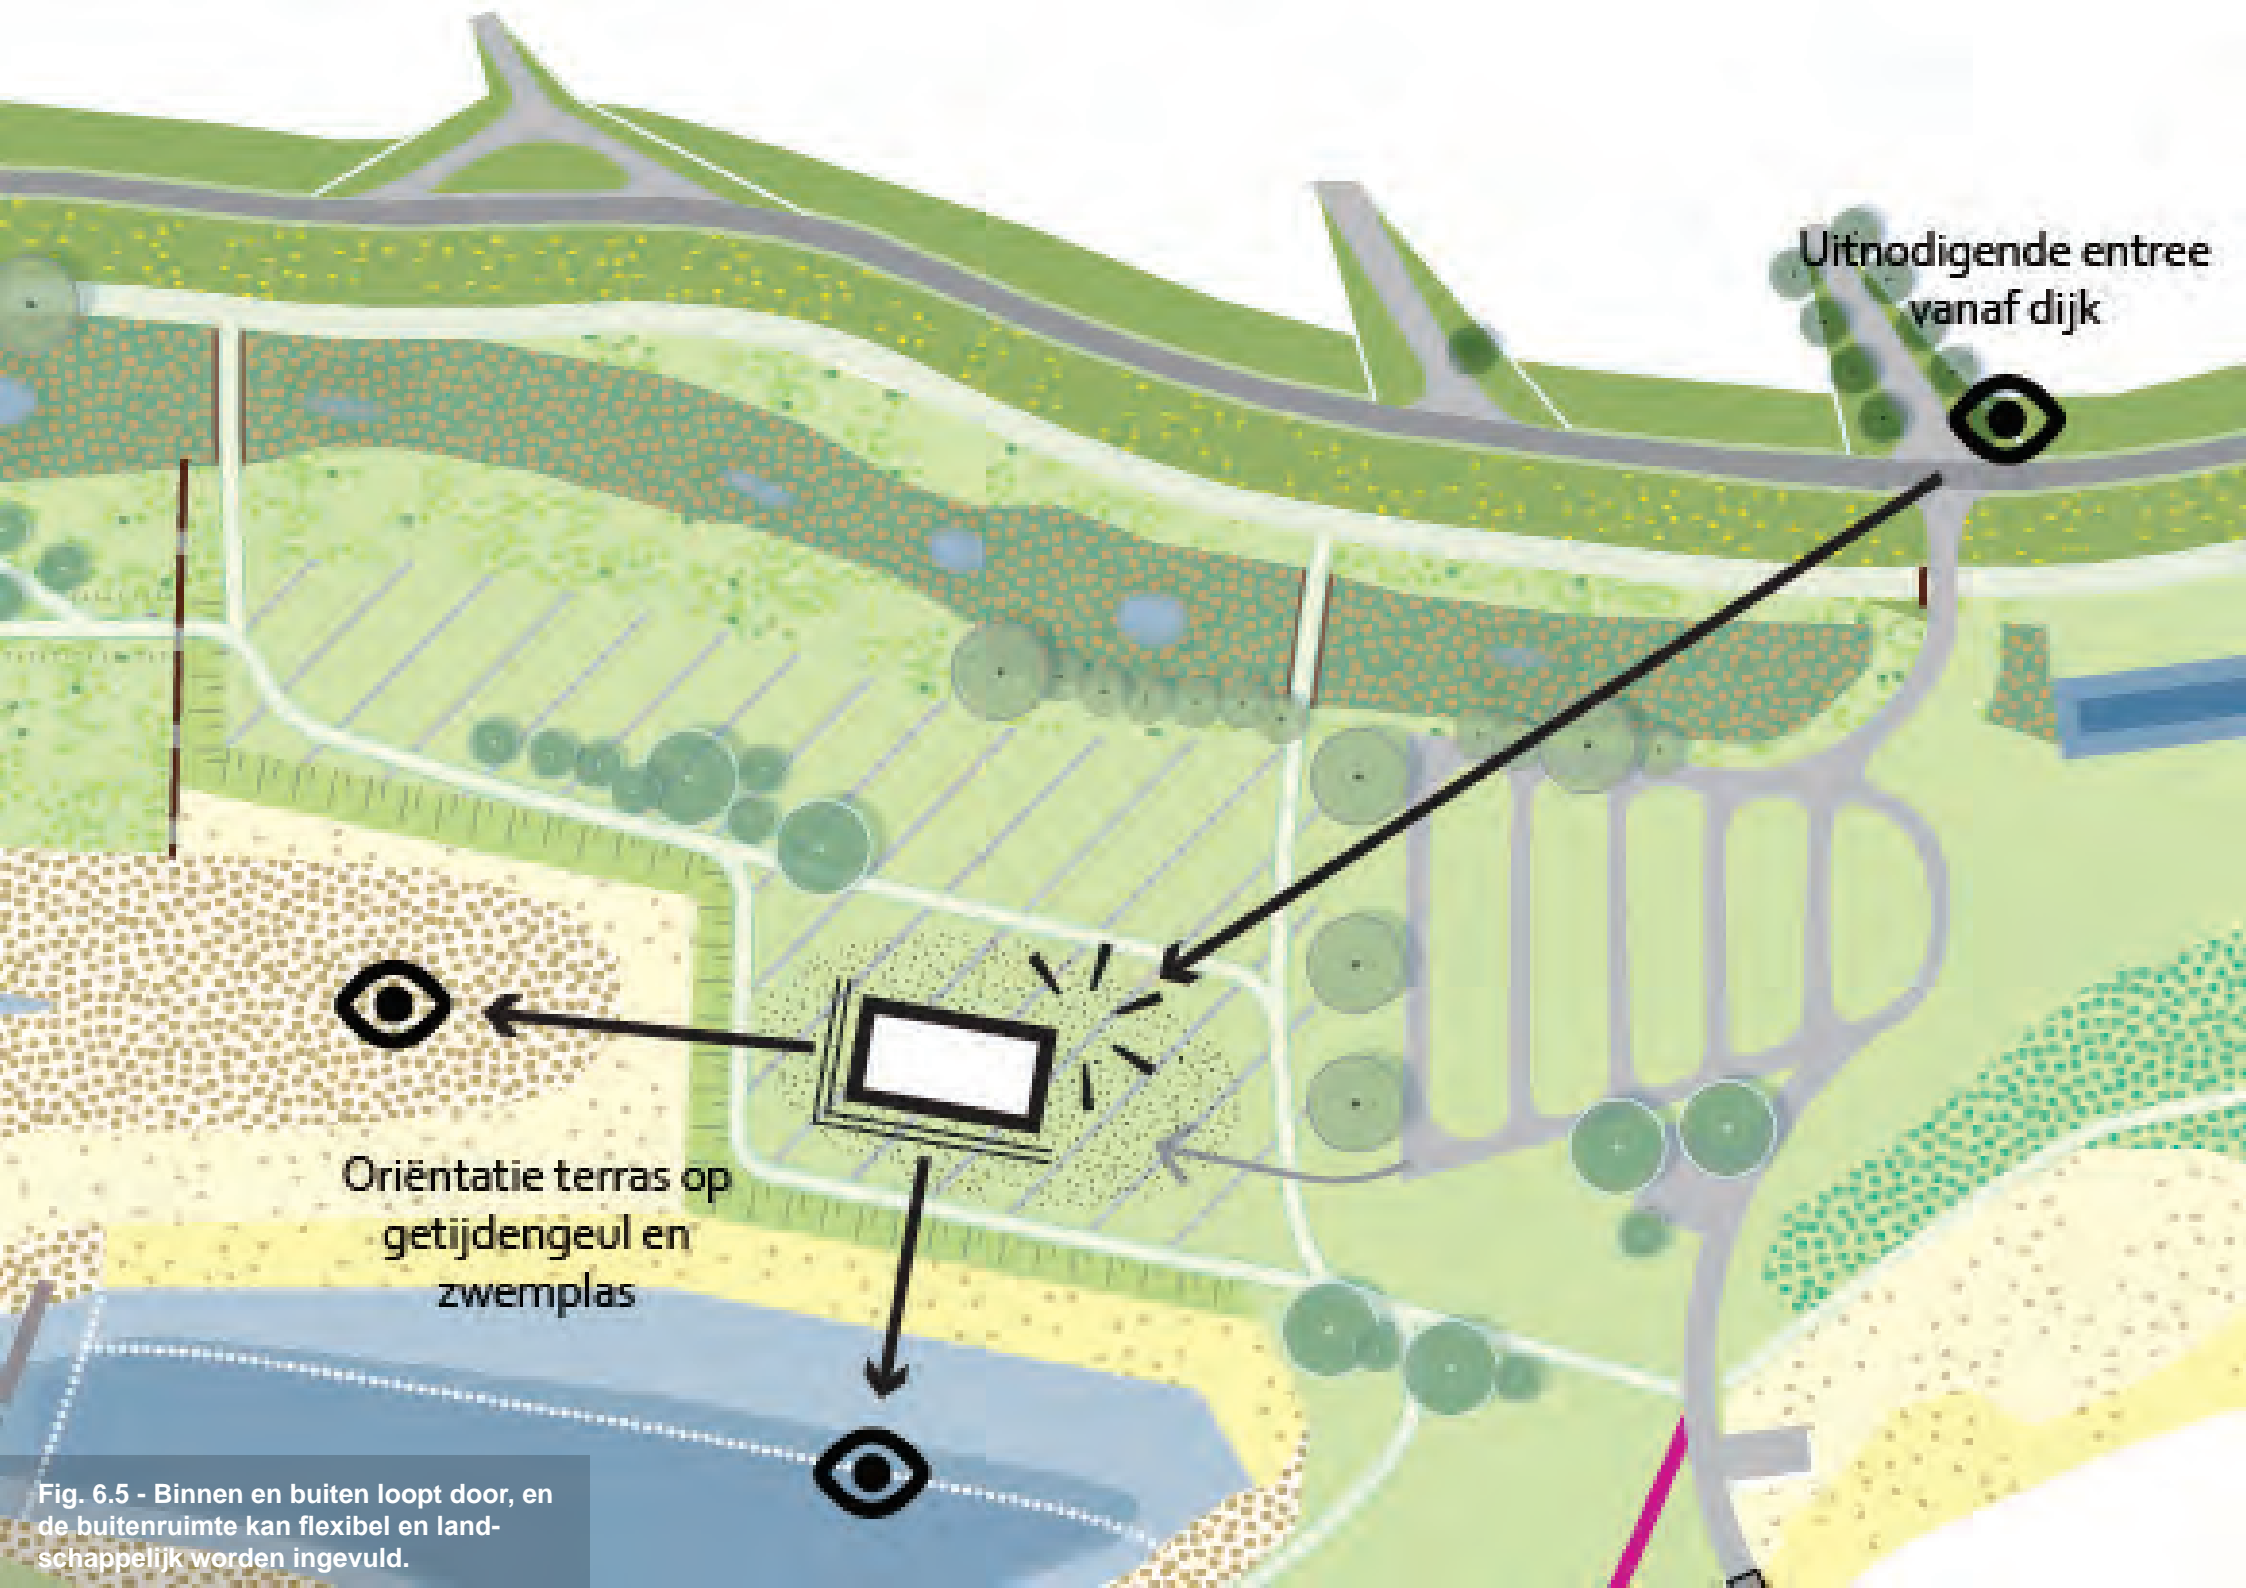 Uitnodigende entree
vanaf dijk
Oriëntatie terras op
getijdengeul en
zwemplas
Fig. 6.5 - Binnen en buiten loopt door, en
de buitenruimte kan flexibel en land-
schappelijk worden ingevuld.